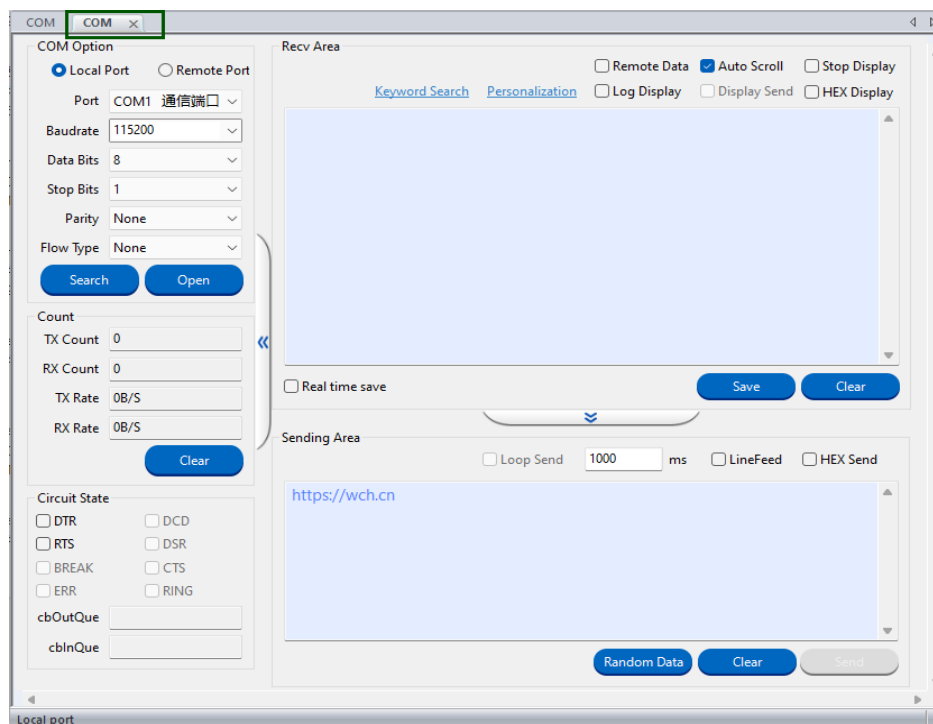 COM COM
COM Option
Local Port Remote Port
Port COM1 通信端口
Baudrate 115200
Data Bits 8
Stop Bits 1
Parity None
Flow Type None
Search Open
Count
TX Count 0
RX Count 0
TX Rate 0B/S
RX Rate 0B/S
Clear
Circuit State
DTR DCD
RTS DSR
BREAK CTS
ERR RING
cbOutQue
cbInQue
Recv Area
Remote Data Auto Scroll Stop Display
Keyword Search Personalization Log Display Display Send HEX Display
Real time save Save Clear
Sending Area
Loop Send 1000 ms LineFeed HEX Send
https://wch.cn
Random Data Clear Send
Local port